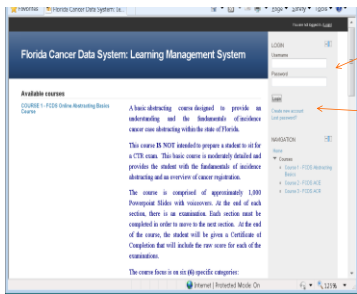 Favorites
Florida Cancer Data System: Le...
Page
Safety
Tools
Florida Cancer Data System: Learning Management System
Available courses
COURSE 1 - FCDS Online Abstracting Basics
Course
A basic abstracting course designed to provide an
understanding and the fundamentals of incidence
cancer case abstracting within the state of Florida.
This course IS NOT intended to prepare a student to sit for
a CTR exam. This basic course is moderately detailed and
provides the student with the fundamentals of incidence
abstracting and an overview of cancer registration.
The course is comprised of approximately 1,000
Powerpoint Slides with voiceovers. At the end of each
section, there is an examination. Each section must be
completed in order to move to the next section. At the end
of the course, the student will be given a Certificate of
Completion that will include the raw score for each of the
examinations.
The course focus is on six (6) specific categories:
You are not logged in. (Login)
LOGIN
Username
Password
Login
Create new account
Lost password?
NAVIGATION
Home
Courses
Course 1 - FCDS Abstracting
Basics
Course 2 - FCDS
Course 3 - FCDS
Internet | Protected Mode: On
125%